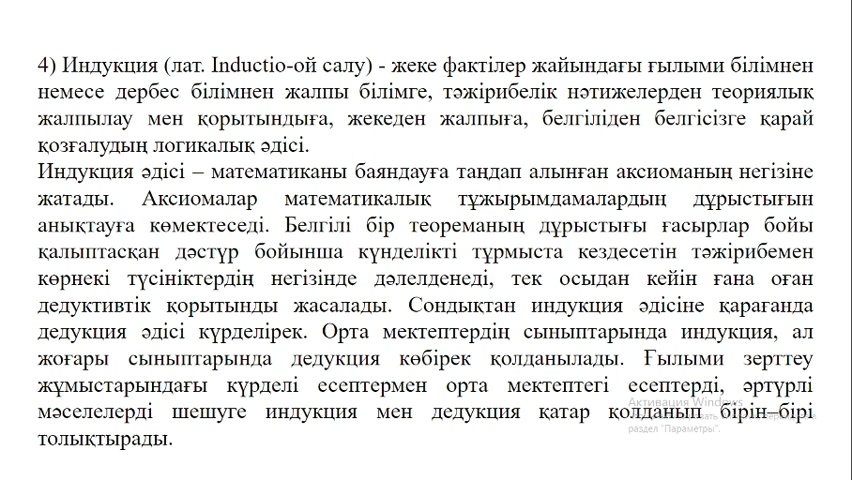 4) Индукция (лат. Inductio-ой салу) - жеке фактілер жайындағы ғылыми білімнен
немесе дербес білімнен жалпы білімге, тәжірибелік нәтижелерден теориялық
жалпылау мен қорытындыға, жекеден жалпыға, белгіліден белгісізге қарай
қозғалудың логикалық әдісі.
Индукция әдісі – математиканы баяндауға таңдап алынған аксиоманың негізіне
жатады. Аксиомалар математикалық тұжырымдамалардың дұрыстығын
анықтауға көмектеседі. Белгілі бір теореманың дұрыстығы ғасырлар бойы
қалыптасқан дәстүр бойынша күнделікті тұрмыста кездесетін тәжірибемен
көрнекі түсініктердің негізінде дәлелденеді, тек осыдан кейін ғана оған
дедуктивтік қорытынды жасалады. Сондықтан индукция әдісіне қарағанда
дедукция әдісі күрделірек. Орта мектептердің сыныптарында индукция, ал
жоғары сыныптарында дедукция көбірек қолданылады. Ғылыми зерттеу
жұмыстарындағы күрделі есептермен орта мектептегі есептерді, әртүрлі
мәселелерді шешуге индукция мен дедукция қатар қолданып бірін–бірі
толықтырады.
Активация Windows
раздел "Параметры".